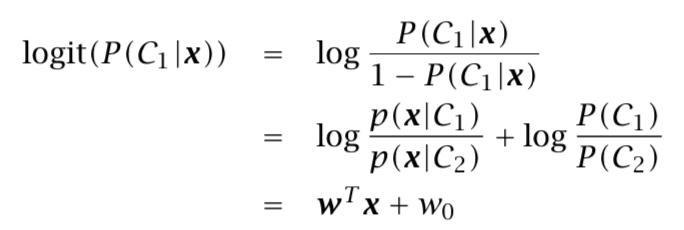 logit(P(C₁|x)) = log P(C₁|x) / 1 − P(C₁|x)
= log p(x|C₁) / p(x|C₂) + log P(C₁) / P(C₂)
= wᵀx + w₀